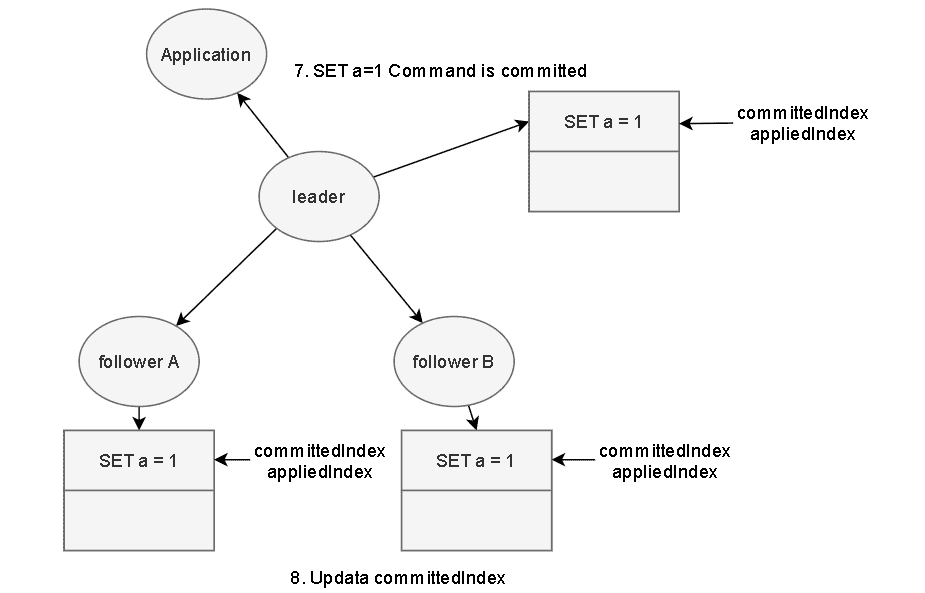 Application
7. SET a=1 Command is committed
SET a = 1
committedIndex
appliedIndex
leader
follower A
follower B
SET a = 1
committedIndex
appliedIndex
SET a = 1
committedIndex
appliedIndex
8. Updata committedIndex